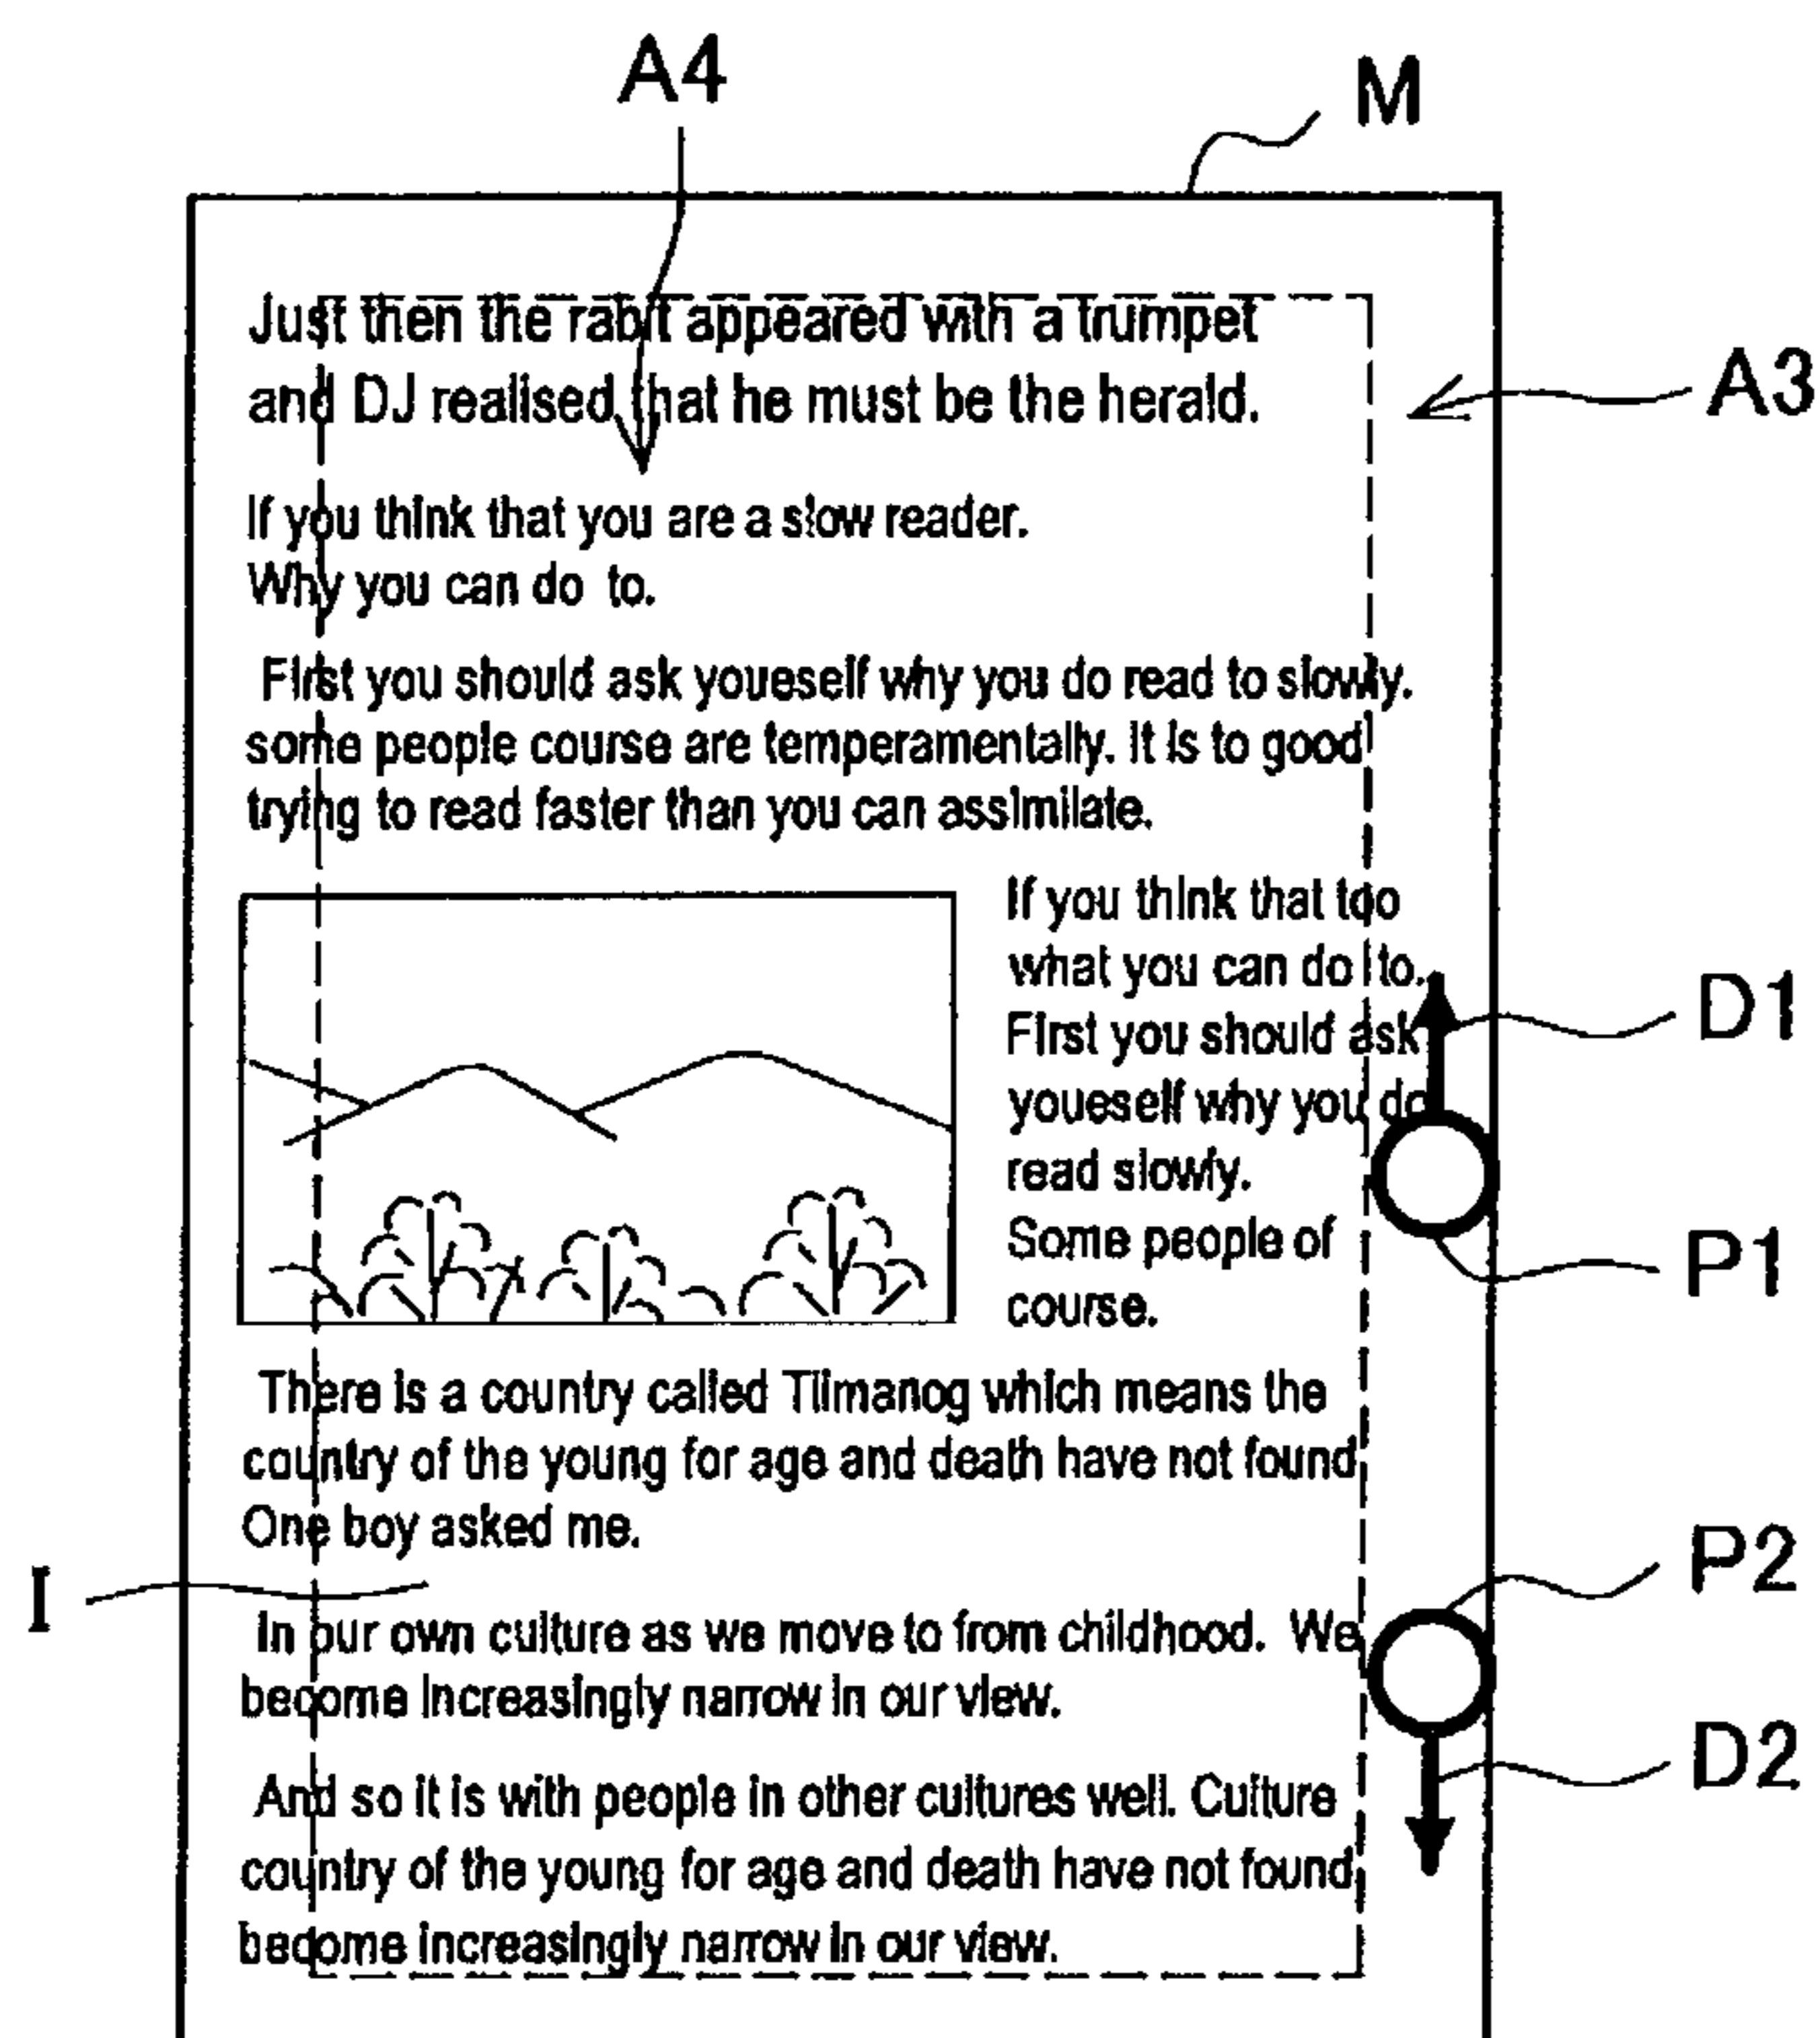 A4
M
Just then the rabit appeared with a trumpet
and DJ realised that he must be the herald.
A3
If you think that you are a slow reader.
Why you can do to.
First you should ask youeself why you do read to slowly.
some people course are temperamentally. It is to good
trying to read faster than you can assimilate.
If you think that too
what you can do to.
First you should ask
youeself why you do
read slowly.
Some people of
course.
D1
P1
There is a country called Tiimanog which means the
country of the young for age and death have not found
One boy asked me.
I
P2
In our own culture as we move to from childhood. We
become increasingly narrow in our view.
D2
And so it is with people in other cultures well. Culture
country of the young for age and death have not found
become increasingly narrow in our view.